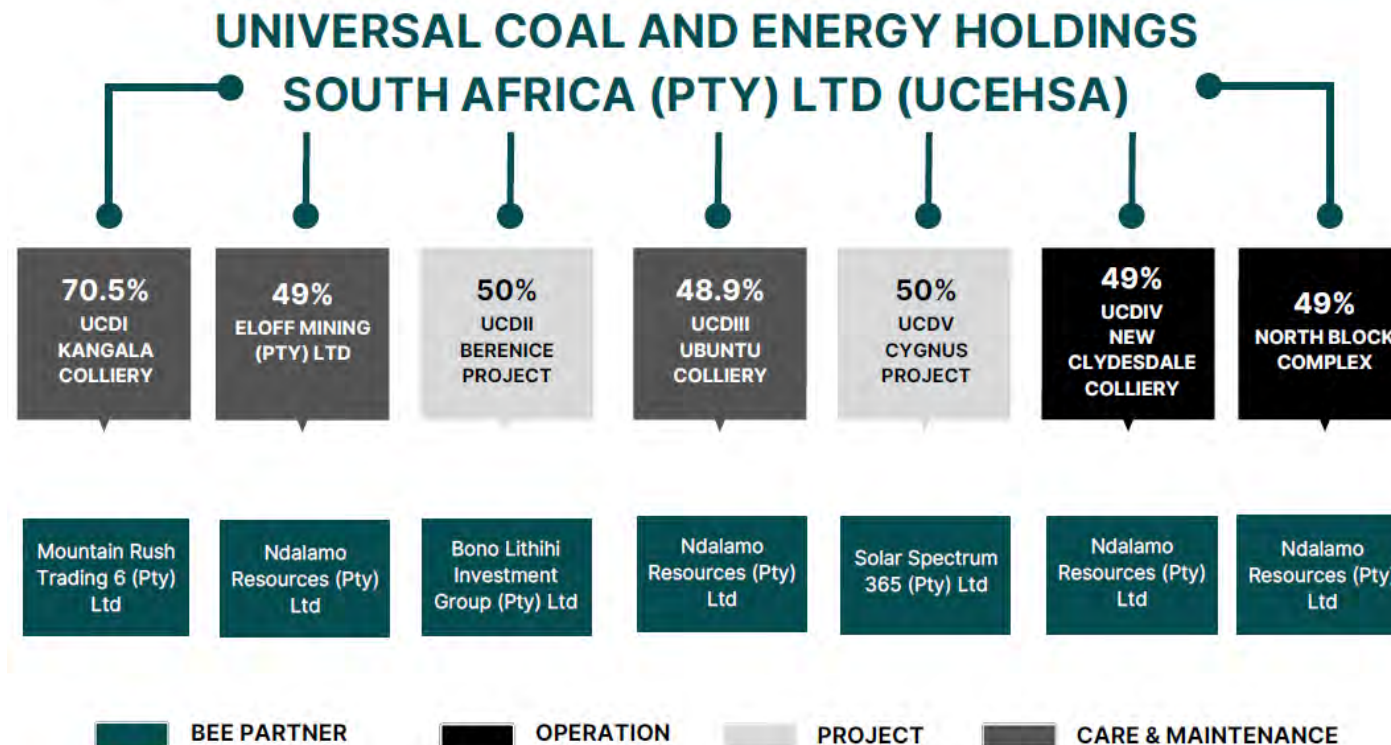 UNIVERSAL COAL AND ENERGY HOLDINGS
SOUTH AFRICA (PTY) LTD (UCEHSA)
70.5%
UCDI
KANGALA
COLLIERY
49%
ELOFF MINING
(PTY) LTD
50%
UCDII
BERENICE
PROJECT
48.9%
UCDIII
UBUNTU
COLLIERY
50%
UCDV
CYGNUS
PROJECT
49%
UCDIV
NEW
CLYDESDALE
COLLIERY
49%
NORTH BLOCK
COMPLEX
Mountain Rush
Trading 6 (Pty)
Ltd
Ndalamo
Resources (Pty)
Ltd
Bono Lithihi
Investment
Group (Pty) Ltd
Ndalamo
Resources (Pty)
Ltd
Solar Spectrum
365 (Pty) Ltd
Ndalamo
Resources (Pty)
Ltd
Ndalamo
Resources (Pty)
Ltd
BEE PARTNER
OPERATION
PROJECT
CARE & MAINTENANCE